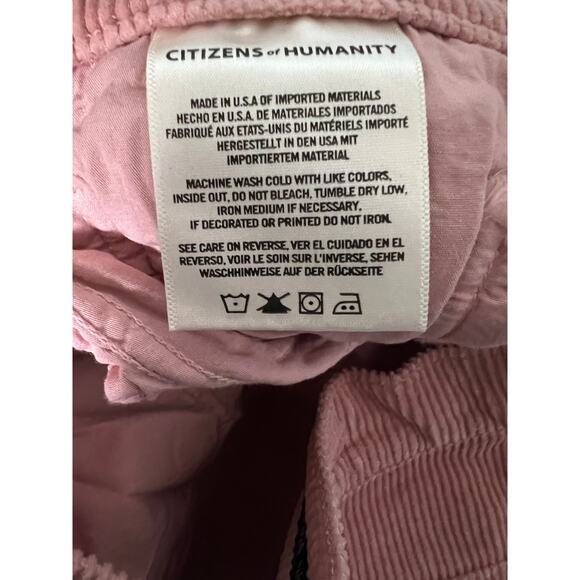 CITIZENS of HUMANITY
MADE IN U.S.A OF IMPORTED MATERIALS
HECHO EN U.S.A. DE MATERIALES IMPORTADOS
FABRIQUÉ AUX ETATS-UNIS DU MATÉRIELS IMPORTÉ
HERGESTELLT IN DEN USA MIT
IMPORTIERTEM MATERIAL
MACHINE WASH COLD WITH LIKE COLORS,
INSIDE OUT, DO NOT BLEACH, TUMBLE DRY LOW,
IRON MEDIUM IF NECESSARY.
IF DECORATED OR PRINTED DO NOT IRON.
SEE CARE ON REVERSE, VER EL CUIDADO EN EL
REVERSO, VOIR LE SOIN SUR L'INVERSE, SEHEN
WASCHHINWEISE AUF DER RÜCKSEITE